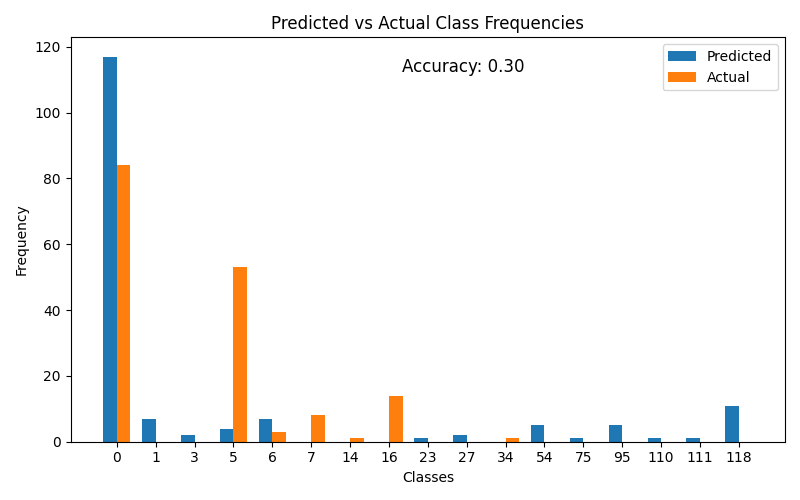 Predicted vs Actual Class Frequencies
Accuracy: 0.30
Predicted
Actual
Frequency
120
100
80
60
40
20
0
0 1 3 5 6 7 14 16 23 27 34 54 75 95 110 111 118
Classes